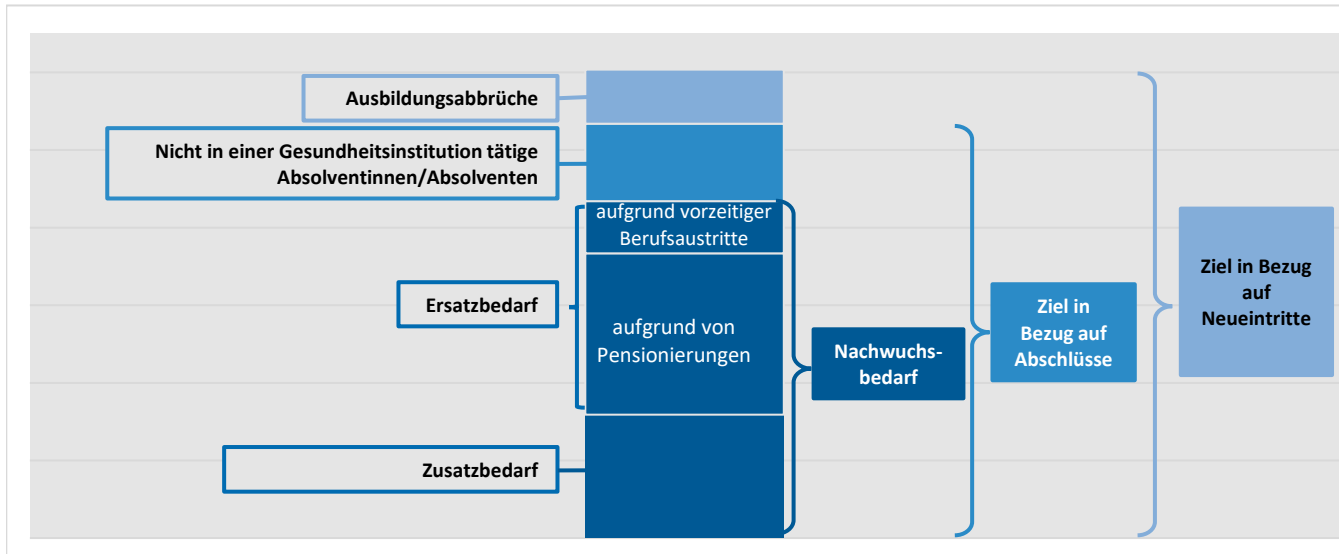 Ausbildungsabbrüche
Nicht in einer Gesundheitsinstitution tätige
Absolventinnen/Absolventen
aufgrund vorzeitiger
Berufsaustritte
Ersatzbedarf
aufgrund von
Pensionierungen
Zusatzbedarf
Nachwuchs-
bedarf
Ziel in
Bezug auf
Abschlüsse
Ziel in Bezug
auf
Neueintritte